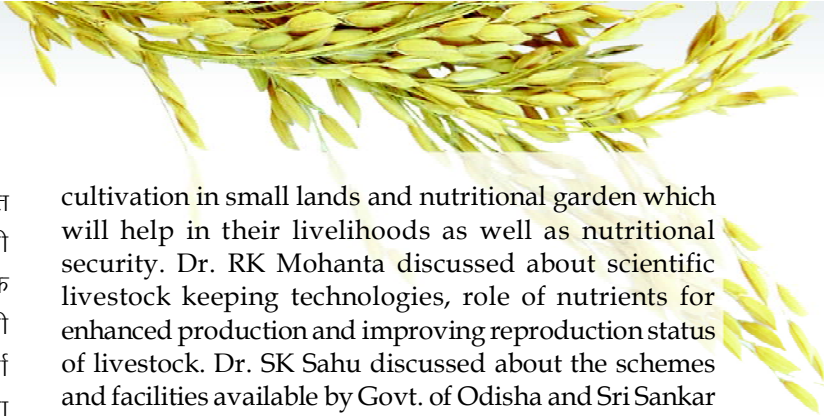 cultivation in small lands and nutritional garden which
will help in their livelihoods as well as nutritional
security. Dr. RK Mohanta discussed about scientific
livestock keeping technologies, role of nutrients for
enhanced production and improving reproduction status
of livestock. Dr. SK Sahu discussed about the schemes
and facilities available by Govt. of Odisha and Sri Sankar